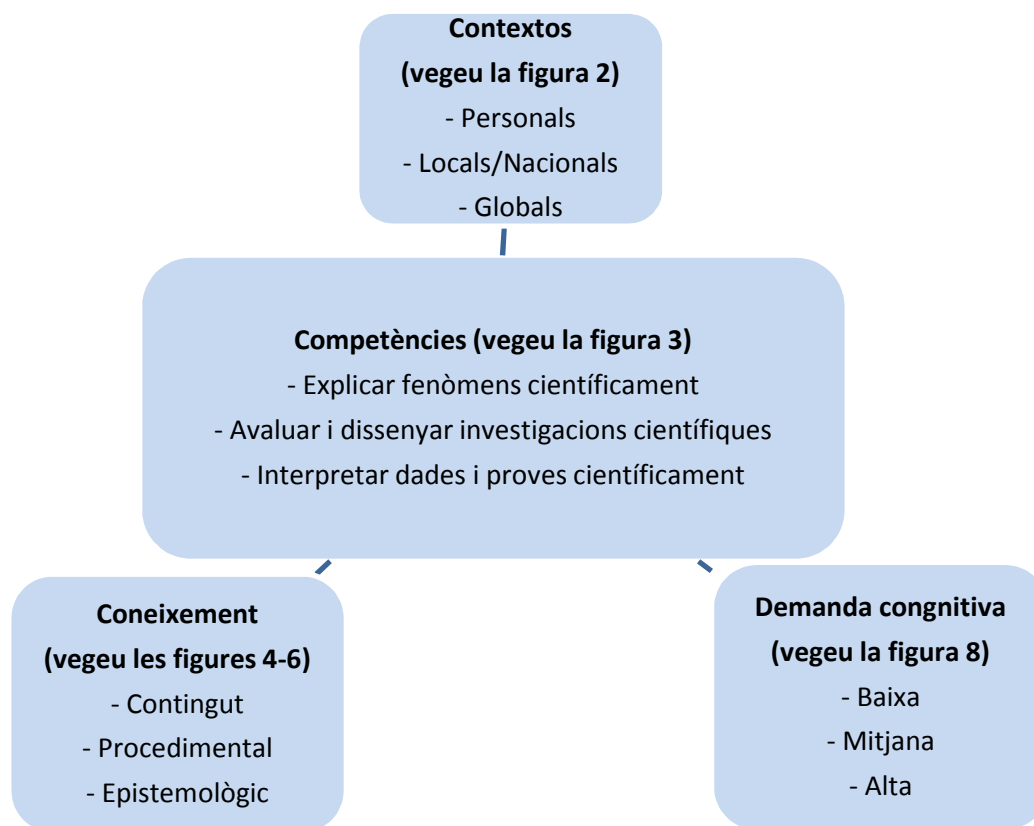 Contextos
(vegeu la figura 2)
- Personals
- Locals/Nacionals
- Globals
Competències (vegeu la figura 3)
- Explicar fenòmens científicament
- Avaluar i dissenyar investigacions científiques
- Interpretar dades i proves científicament
Coneixement
(vegeu les figures 4-6)
- Contingut
- Procedimental
- Epistemològic
Demanda congnitiva
(vegeu la figura 8)
- Baixa
- Mitjana
- Alta